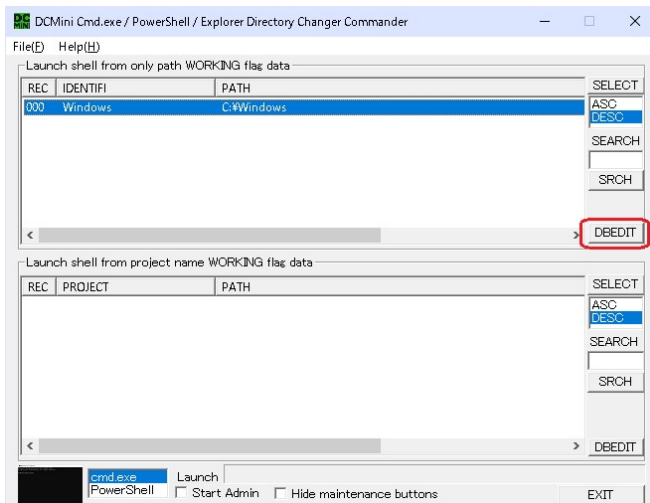 DC MIN DCMini Cmd.exe / PowerShell / Explorer Directory Changer Commander
File(F) Help(H)
Launch shell from only path WORKING flag data
REC IDENTIFI PATH SELECT
000 Windows C:¥Windows ASC
DESC
SEARCH
SRCH
DBEDIT
Launch shell from project name WORKING flag data
REC PROJECT PATH SELECT
ASC
DESC
SEARCH
SRCH
DBEDIT
cmd.exe Launch
PowerShell Start Admin Hide maintenance buttons EXIT